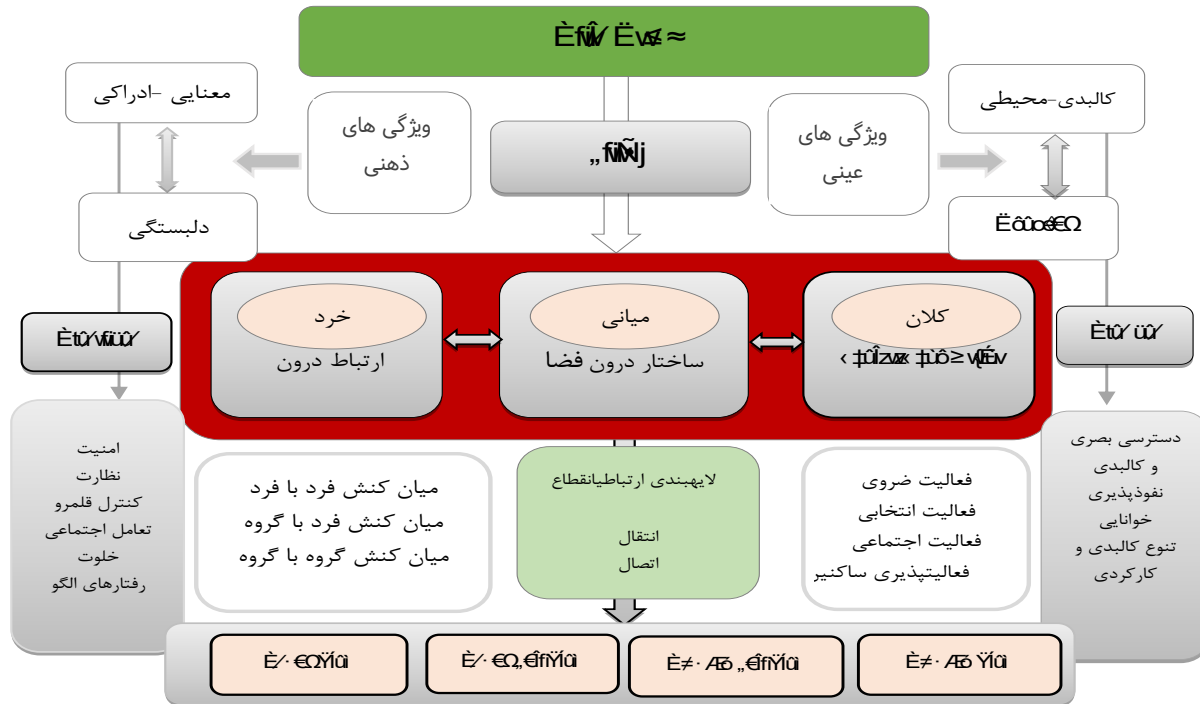 کالبدی-محیطی
معنایی -ادراکی
ویژگی های
عینی
ویژگی های
ذهنی
دلبستگی
کلان
میانی
ساختار درون فضا
خرد
ارتباط درون
دسترسی بصری
و کالبدی
نفوذپذیری
خوانایی
تنوع کالبدی و
کارکردی
فعالیت ضروی
فعالیت انتخابی
فعالیت اجتماعی
فعالیتپذیری
لایهبندی ارتباطیانقطاع
انتقال
اتصال
میان کنش فرد با فرد
میان کنش فرد با گروه
میان کنش گروه با گروه
امنیت
نظارت
کنترل قلمرو
تعامل اجتماعی
خلوت
رفتارهای الگو